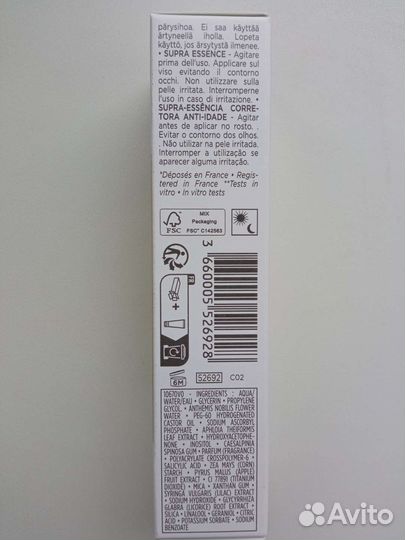 pärysihoa. Ei saa käyttää
ärtyneellä iholla. Lopeta
käyttö, jos ärsytystä ilmenee.
• SUPRA ESSENCE - Agitare
prima dell'uso. Applicare sul
viso evitando il contorno
occhi. Non utilizzare sulla
pelle irritata. Interromperne
l'uso in caso di irritazione. •
SUPRA-ESSÊNCIA CORRE-
TORA ANTI-IDADE - Agitar
antes de aplicar no rosto. .
Evitar o contorno dos olhos.
. Não utilizar na pele irritada.
Interromper a utilização se
aparecer alguma irritação.
*Déposés en France • Regis-
tered in France **Tests in
vitro • In vitro tests
FSC
MIX
Packaging
FSC® C142563
3 660005 526928
FR
+
6M
52692
C02
10670V0 - INGREDIENTS : AQUA/
WATER/EAU • GLYCERIN • PROPYLENE
GLYCOL • ANTHEMIS NOBILIS FLOWER
WATER • PEG-60 HYDROGENATED
CASTOR OIL • SODIUM ASCORBYL
PHOSPHATE • APHLOIA THEIFORMIS
LEAF EXTRACT • HYDROXYACETOPHE-
NONE • INOSITOL • CAESALPINIA
SPINOSA GUM • PARFUM (FRAGRANCE) •
POLYACRYLATE CROSSPOLYMER-6 •
SALICYLIC ACID • ZEA MAYS (CORN)
STARCH • PYRUS MALUS (APPLE)
FRUIT EXTRACT • CI 77891 (TITANIUM
DIOXIDE) • MICA • XANTHAN GUM •
SYRINGA VULGARIS (LILAC) EXTRACT •
SODIUM HYDROXIDE • GLYCYRRHIZA
GLABRA (LICORICE) ROOT EXTRACT •
SILICA • LINALOOL • GERANIOL • CITRIC
ACID • POTASSIUM SORBATE • SODIUM
BENZOATE
Avito